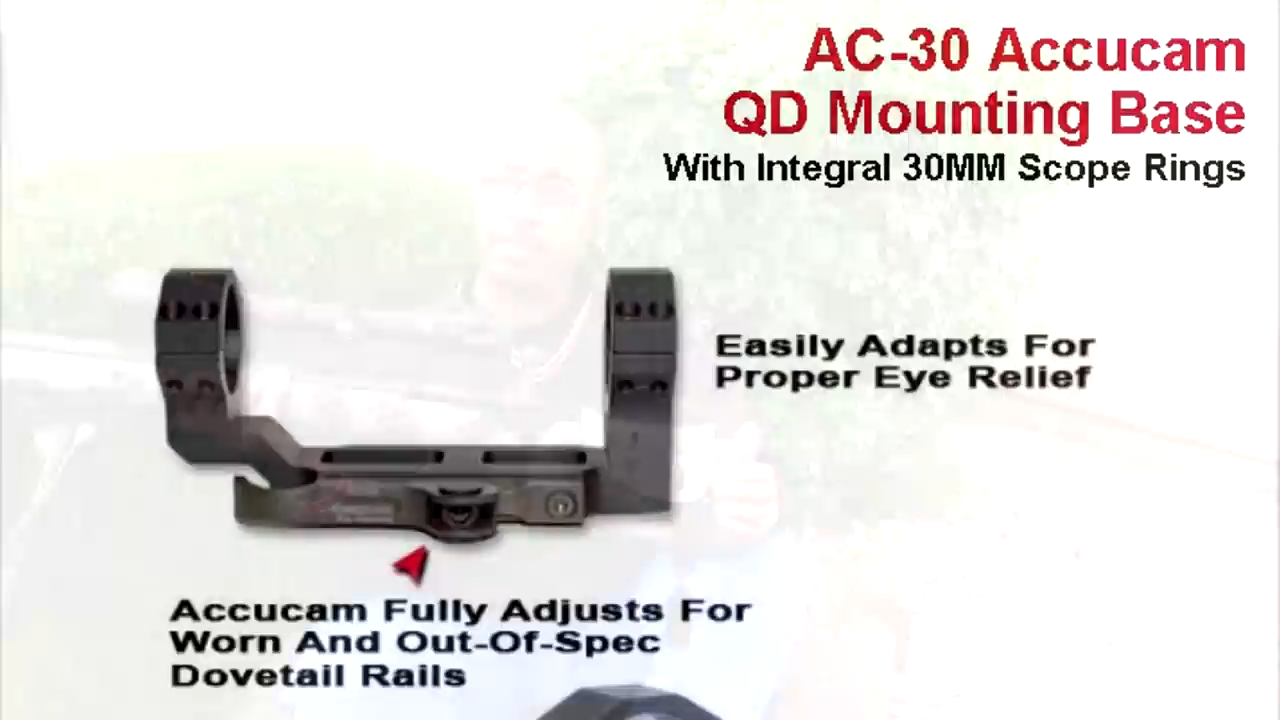 AC-30 Accucam
QD Mounting Base
With Integral 30MM Scope Rings
Easily Adapts For
Proper Eye Relief
Accucam Fully Adjusts For
Worn And Out-Of-Spec
Dovetail Rails